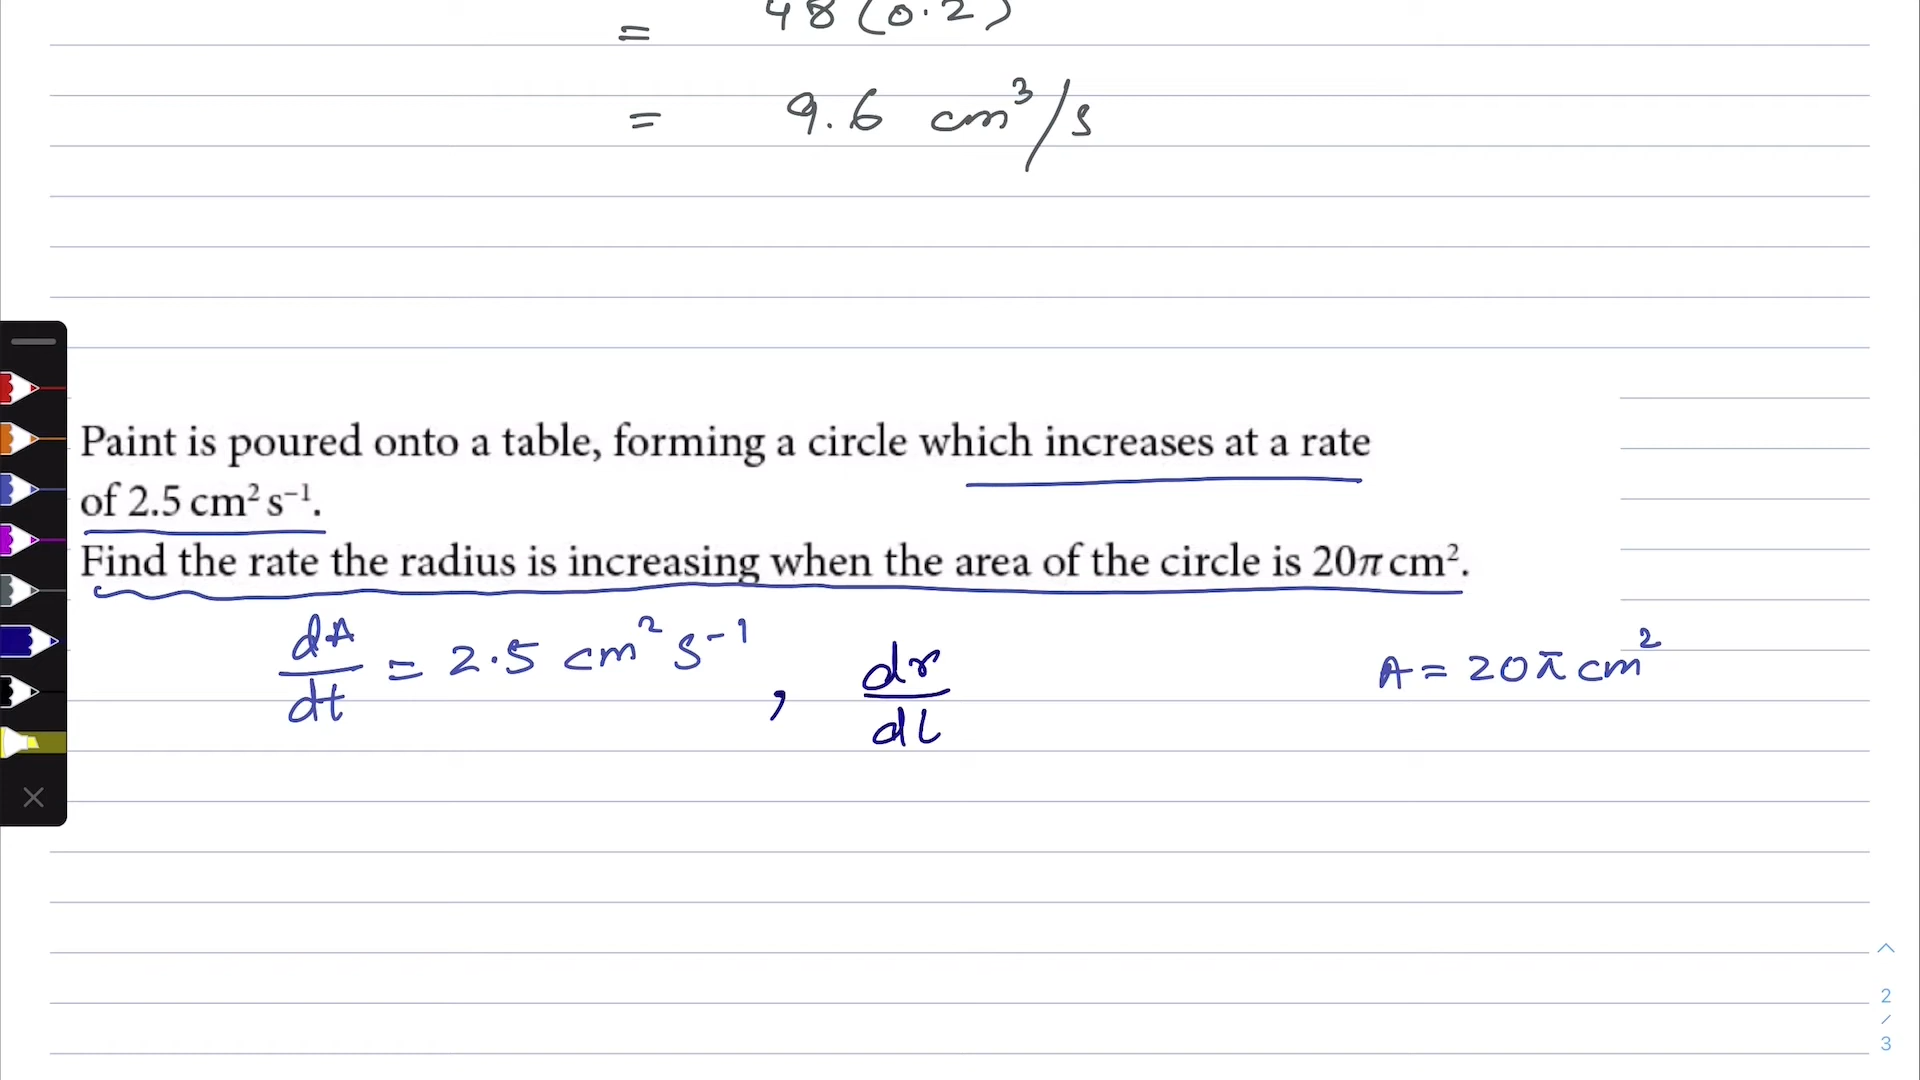 = 48 (0.2)
= 9.6 cm³/s
Paint is poured onto a table, forming a circle which increases at a rate
of 2.5 cm² s⁻¹.
Find the rate the radius is increasing when the area of the circle is 20π cm².
dA/dt = 2.5 cm² s⁻¹ , dr/dt A = 20π cm²
2
/
3